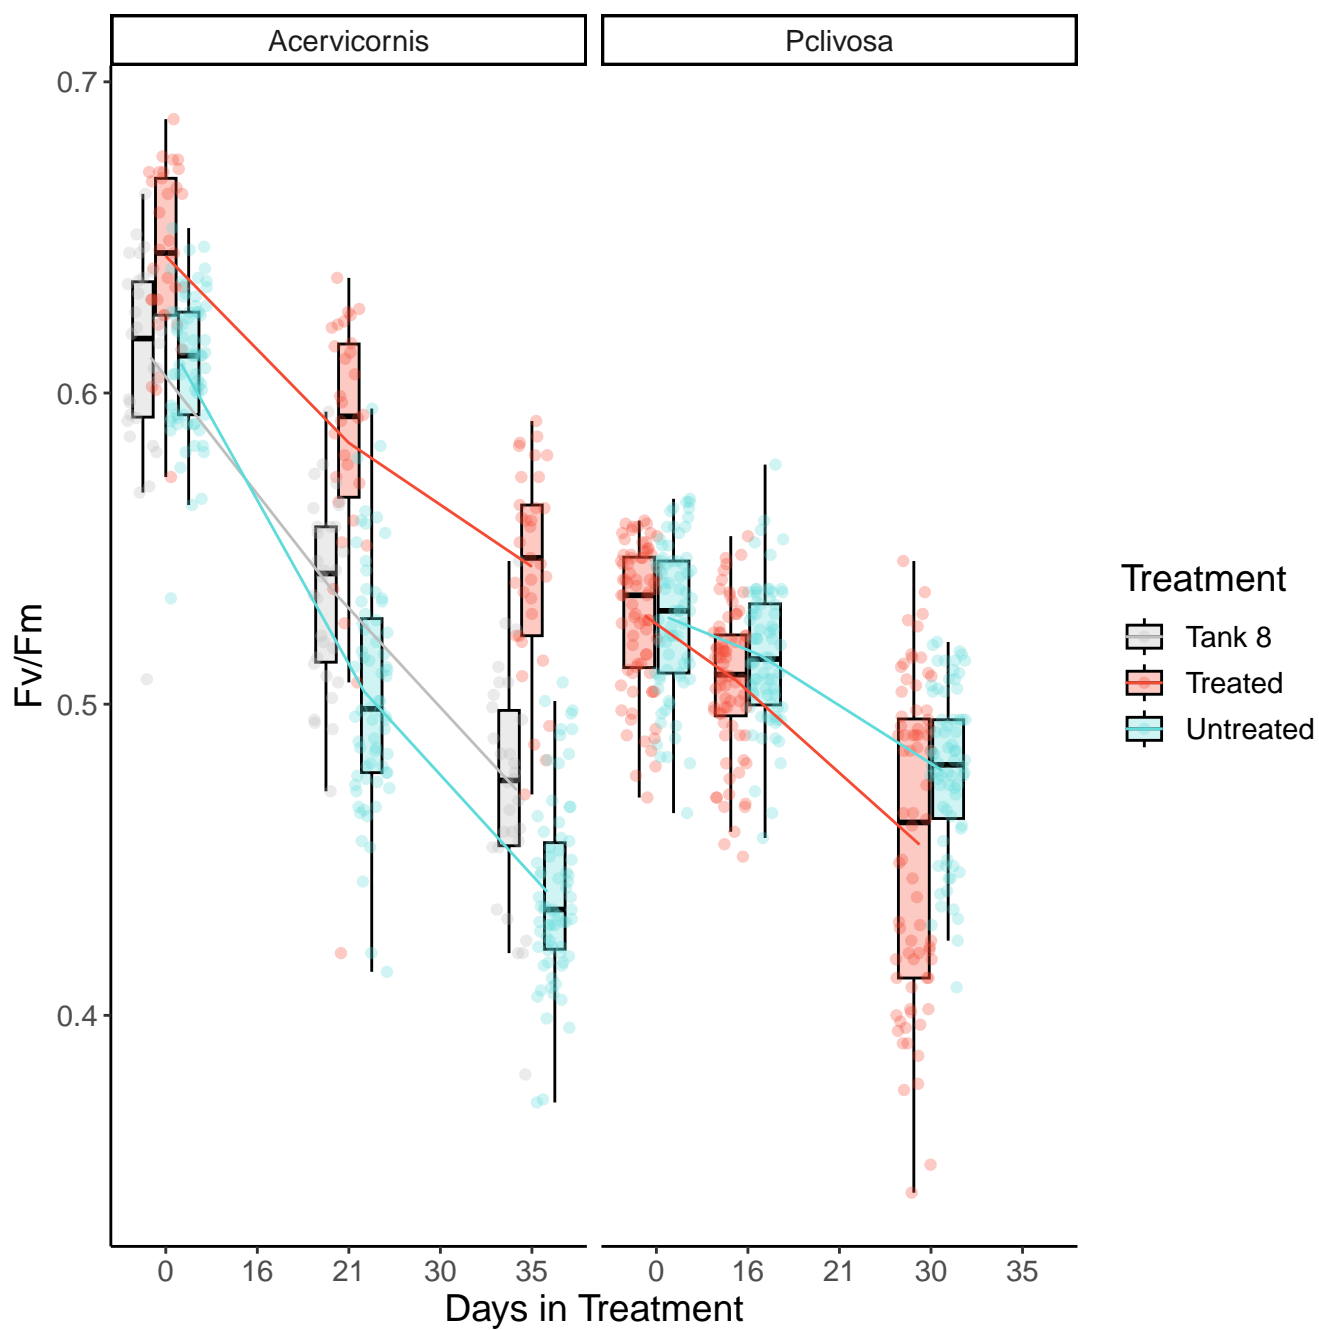 Acervicornis
Pclivosa
0.7
0.6
0.5
0.4
Fv/Fm
0 16 21 30 35
0 16 21 30 35
Days in Treatment
Treatment
Tank 8
Treated
Untreated